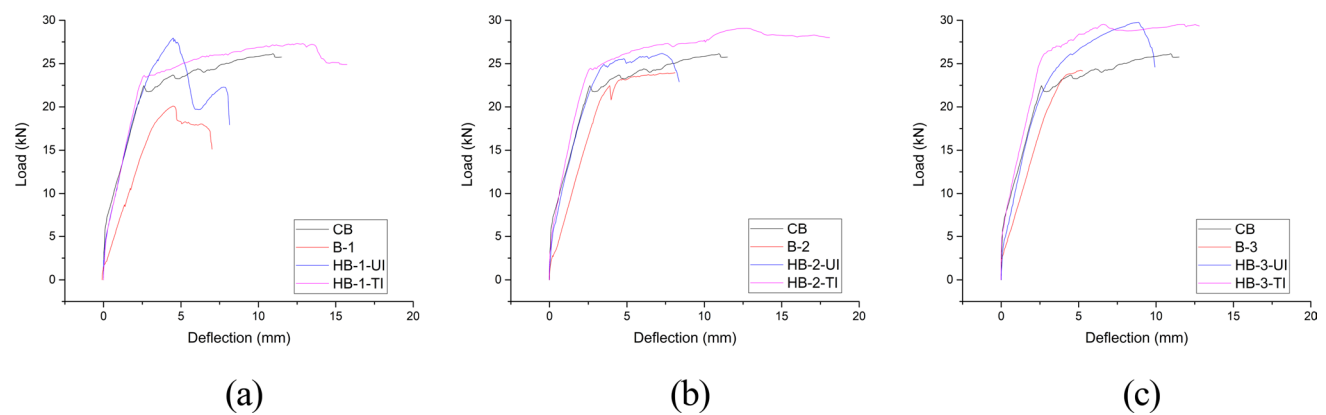 30
25
20
15
10
5
0
Load (kN)
0
5
10
15
20
Deflection (mm)
CB
B-1
HB-1-UI
HB-1-TI
(a)
30
25
20
15
10
5
0
Load (kN)
0
5
10
15
20
Deflection (mm)
CB
B-2
HB-2-UI
HB-2-TI
(b)
30
25
20
15
10
5
0
Load (kN)
0
5
10
15
20
Deflection (mm)
CB
B-3
HB-3-UI
HB-3-TI
(c)